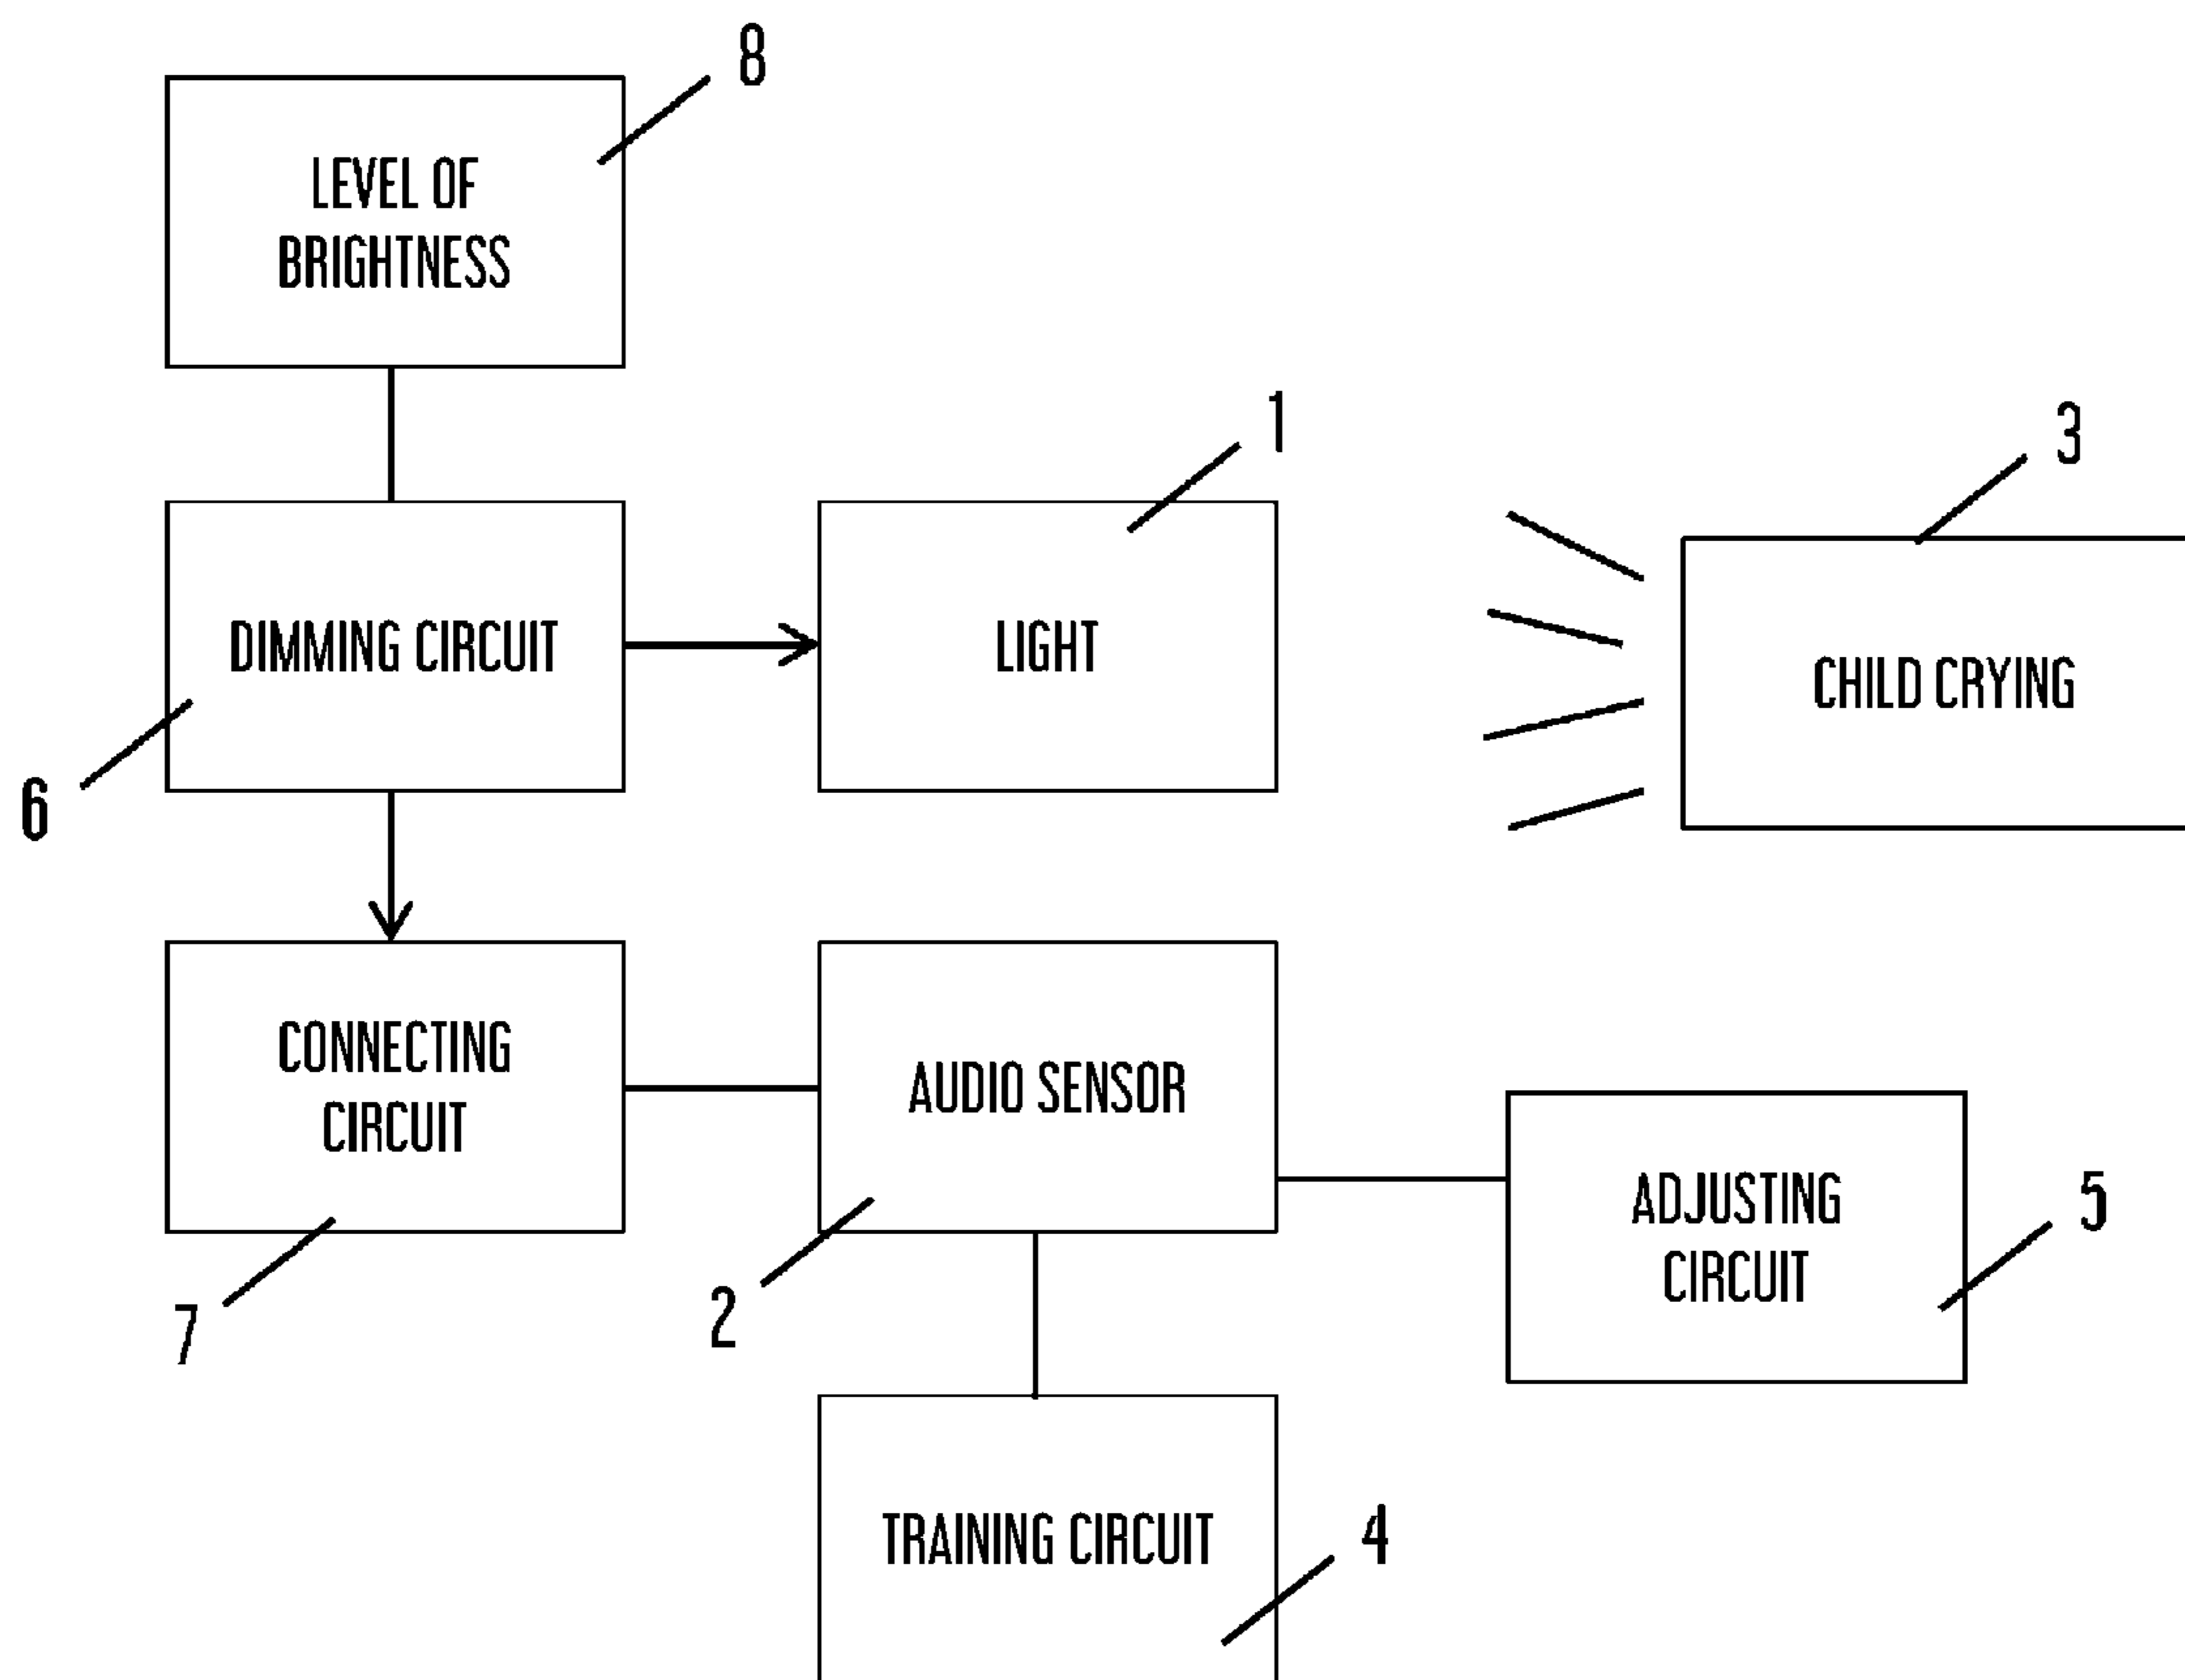 8
LEVEL OF
BRIGHTNESS
1
3
DIMMING CIRCUIT
LIGHT
CHILD CRYING
6
CONNECTING
CIRCUIT
AUDIO SENSOR
ADJUSTING
CIRCUIT
5
7
2
TRAINING CIRCUIT
4